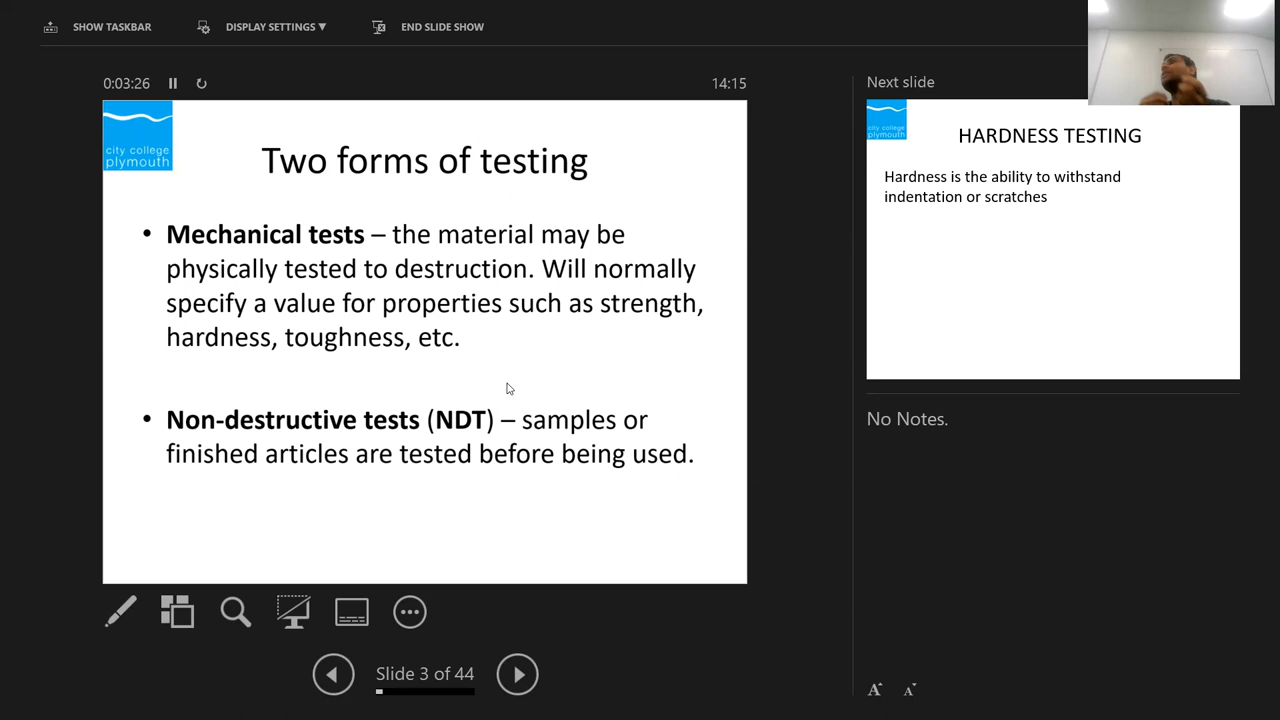 SHOW TASKBAR
DISPLAY SETTINGS ▼
END SLIDE SHOW
0:03:26
14:15
city college
plymouth
Two forms of testing
• Mechanical tests – the material may be
physically tested to destruction. Will normally
specify a value for properties such as strength,
hardness, toughness, etc.
• Non-destructive tests (NDT) – samples or
finished articles are tested before being used.
Slide 3 of 44
Next slide
city college
plymouth
HARDNESS TESTING
Hardness is the ability to withstand
indentation or scratches
No Notes.
A A